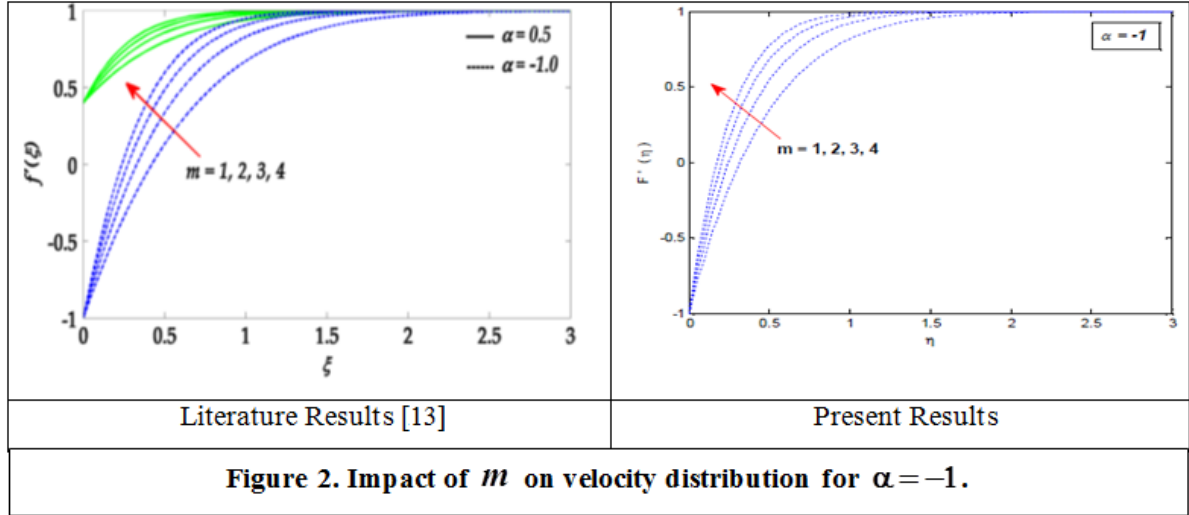 1
0.5
0
-0.5
-1
f'(ξ)
α = 0.5
α = -1.0
m = 1, 2, 3, 4
0 0.5 1 1.5 2 2.5 3
ξ
1
0.5
0
-0.5
-1
F' (η)
α = -1
m = 1, 2, 3, 4
0 0.5 1 1.5 2 2.5 3
η
Literature Results [13]
Present Results
Figure 2. Impact of m on velocity distribution for α = −1.